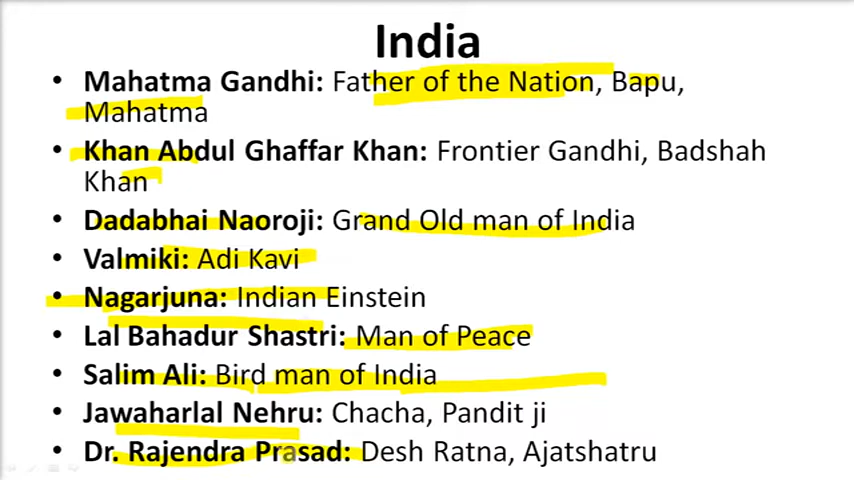 India
• Mahatma Gandhi: Father of the Nation, Bapu,
Mahatma
• Khan Abdul Ghaffar Khan: Frontier Gandhi, Badshah
Khan
• Dadabhai Naoroji: Grand Old man of India
• Valmiki: Adi Kavi
• Nagarjuna: Indian Einstein
• Lal Bahadur Shastri: Man of Peace
• Salim Ali: Bird man of India
• Jawaharlal Nehru: Chacha, Pandit ji
• Dr. Rajendra Prasad: Desh Ratna, Ajatshatru